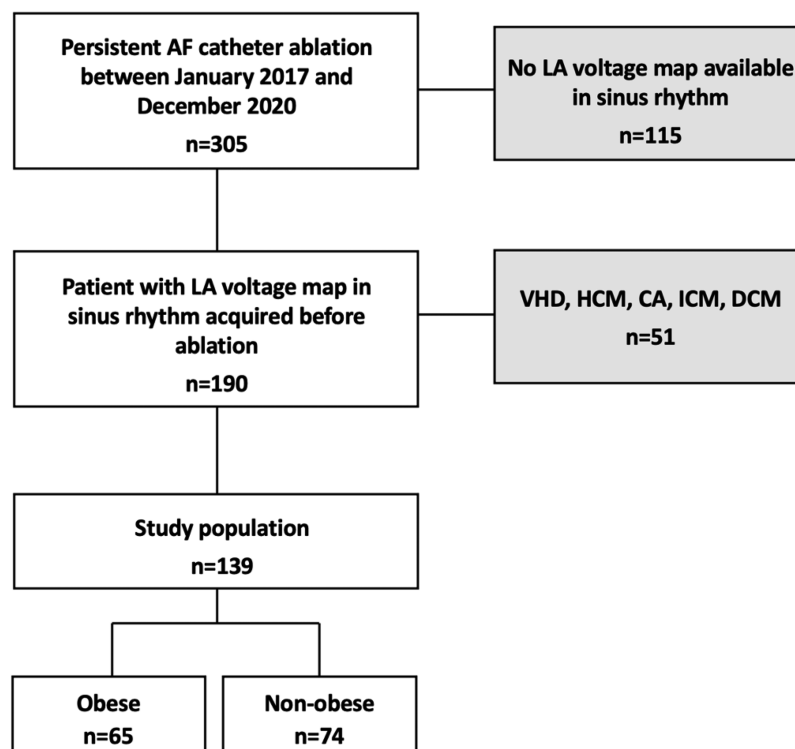 Persistent AF catheter ablation
between January 2017 and
December 2020
n=305
No LA voltage map available
in sinus rhythm
n=115
Patient with LA voltage map in
sinus rhythm acquired before
ablation
n=190
VHD, HCM, CA, ICM, DCM
n=51
Study population
n=139
Obese
n=65
Non-obese
n=74